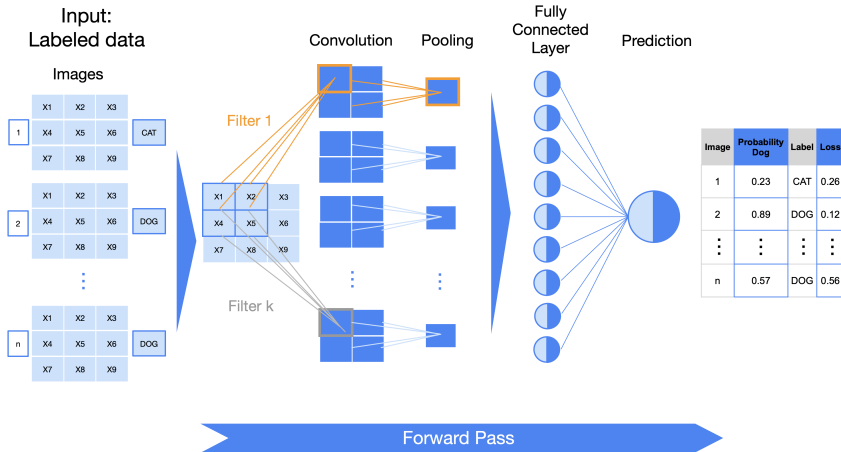 Input:
Labeled data
Images
1
X1 X2 X3
X4 X5 X6
X7 X8 X9
CAT
2
X1 X2 X3
X4 X5 X6
X7 X8 X9
DOG
⋮
n
X1 X2 X3
X4 X5 X6
X7 X8 X9
DOG
Filter 1
X1 X2 X3
X4 X5 X6
X7 X8 X9
Filter k
Convolution
⋮
Pooling
⋮
Fully
Connected
Layer
Prediction
Image Probability Dog Label Loss
1 0.23 CAT 0.26
2 0.89 DOG 0.12
⋮ ⋮ ⋮ ⋮
n 0.57 DOG 0.56
Forward Pass